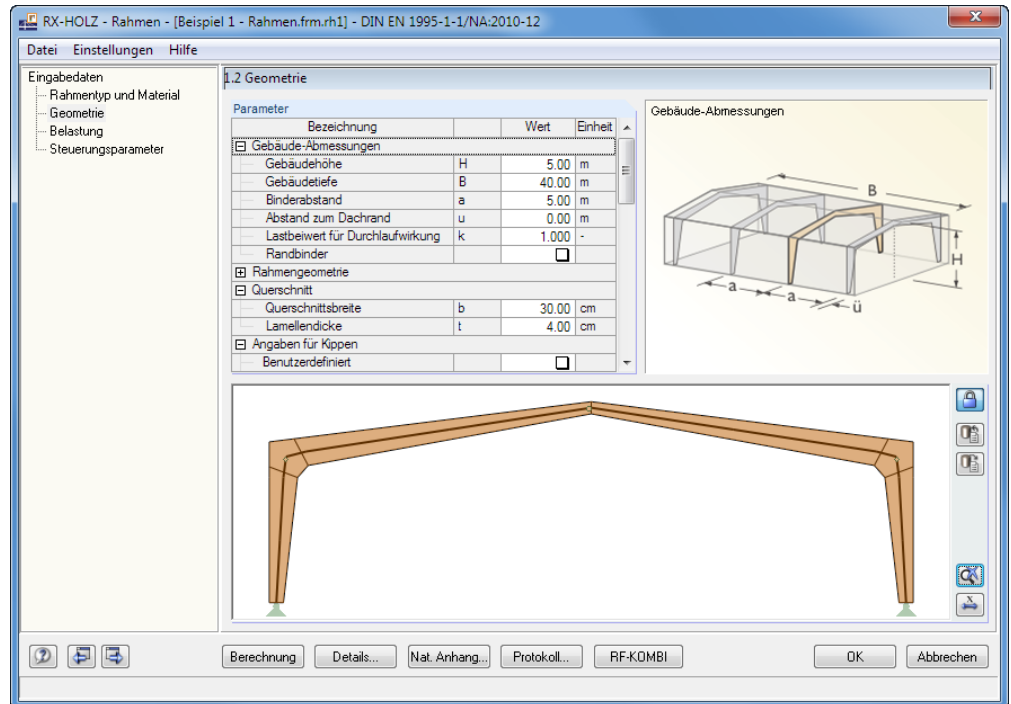 RX-HOLZ - Rahmen - [Beispiel 1 - Rahmen.frm.rh1] - DIN EN 1995-1-1/NA:2010-12
Datei Einstellungen Hilfe
Eingabedaten
Rahmentyp und Material
Geometrie
Belastung
Steuerungsparameter
1.2 Geometrie
Parameter
Bezeichnung Wert Einheit
Gebäude-Abmessungen
Gebäudehöhe H 5.00 m
Gebäudetiefe B 40.00 m
Binderabstand a 5.00 m
Abstand zum Dachrand u 0.00 m
Lastbeiwert für Durchlaufwirkung k 1.000 -
Randbinder
Rahmengeometrie
Querschnitt
Querschnittsbreite b 30.00 cm
Lamellendicke t 4.00 cm
Angaben für Kippen
Benutzerdefiniert
Gebäude-Abmessungen
B
H
a
a
ü
x
Berechnung Details... Nat. Anhang... Protokoll... RF-KOMBI OK Abbrechen